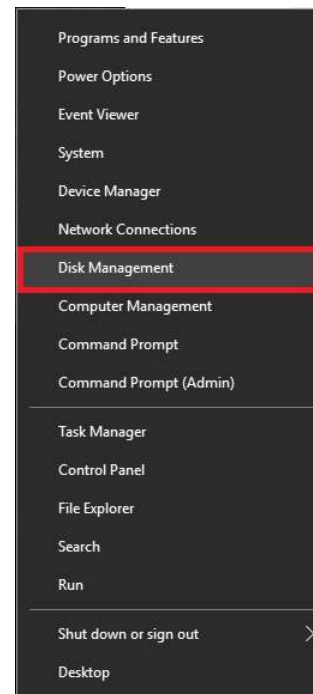 Programs and Features
Power Options
Event Viewer
System
Device Manager
Network Connections
Disk Management
Computer Management
Command Prompt
Command Prompt (Admin)
Task Manager
Control Panel
File Explorer
Search
Run
Shut down or sign out
Desktop